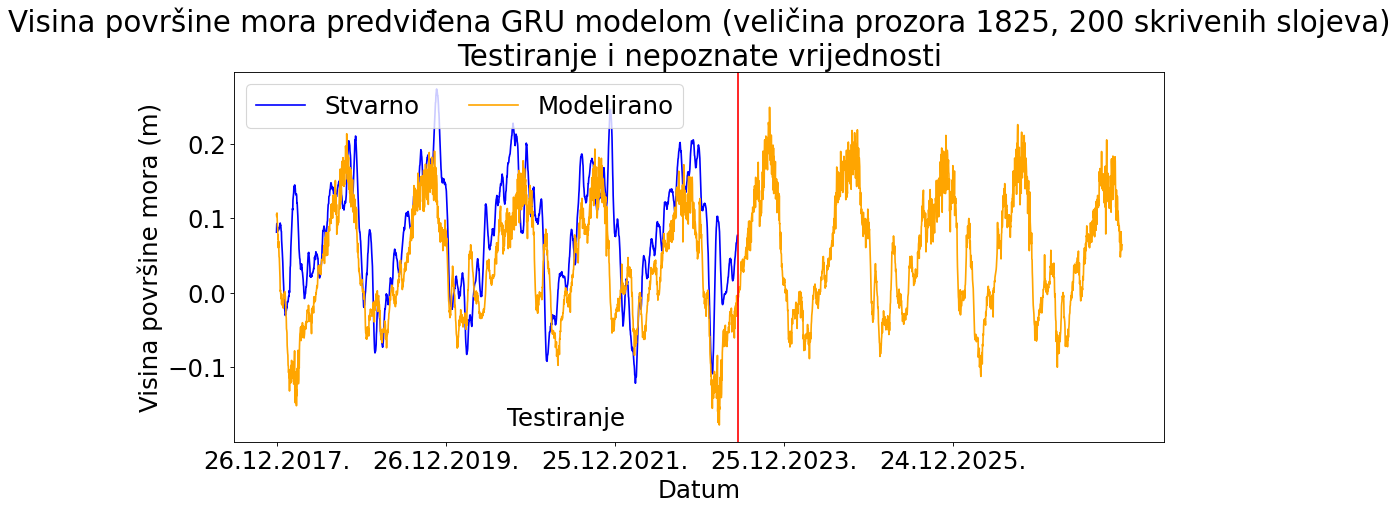 Visina površine mora predviđena GRU modelom (veličina prozora 1825, 200 skrivenih slojeva)
Testiranje i nepoznate vrijednosti
Stvarno
Modelirano
Visina površine mora (m)
0.2
0.1
0.0
−0.1
Testiranje
26.12.2017.
26.12.2019.
25.12.2021.
25.12.2023.
24.12.2025.
Datum